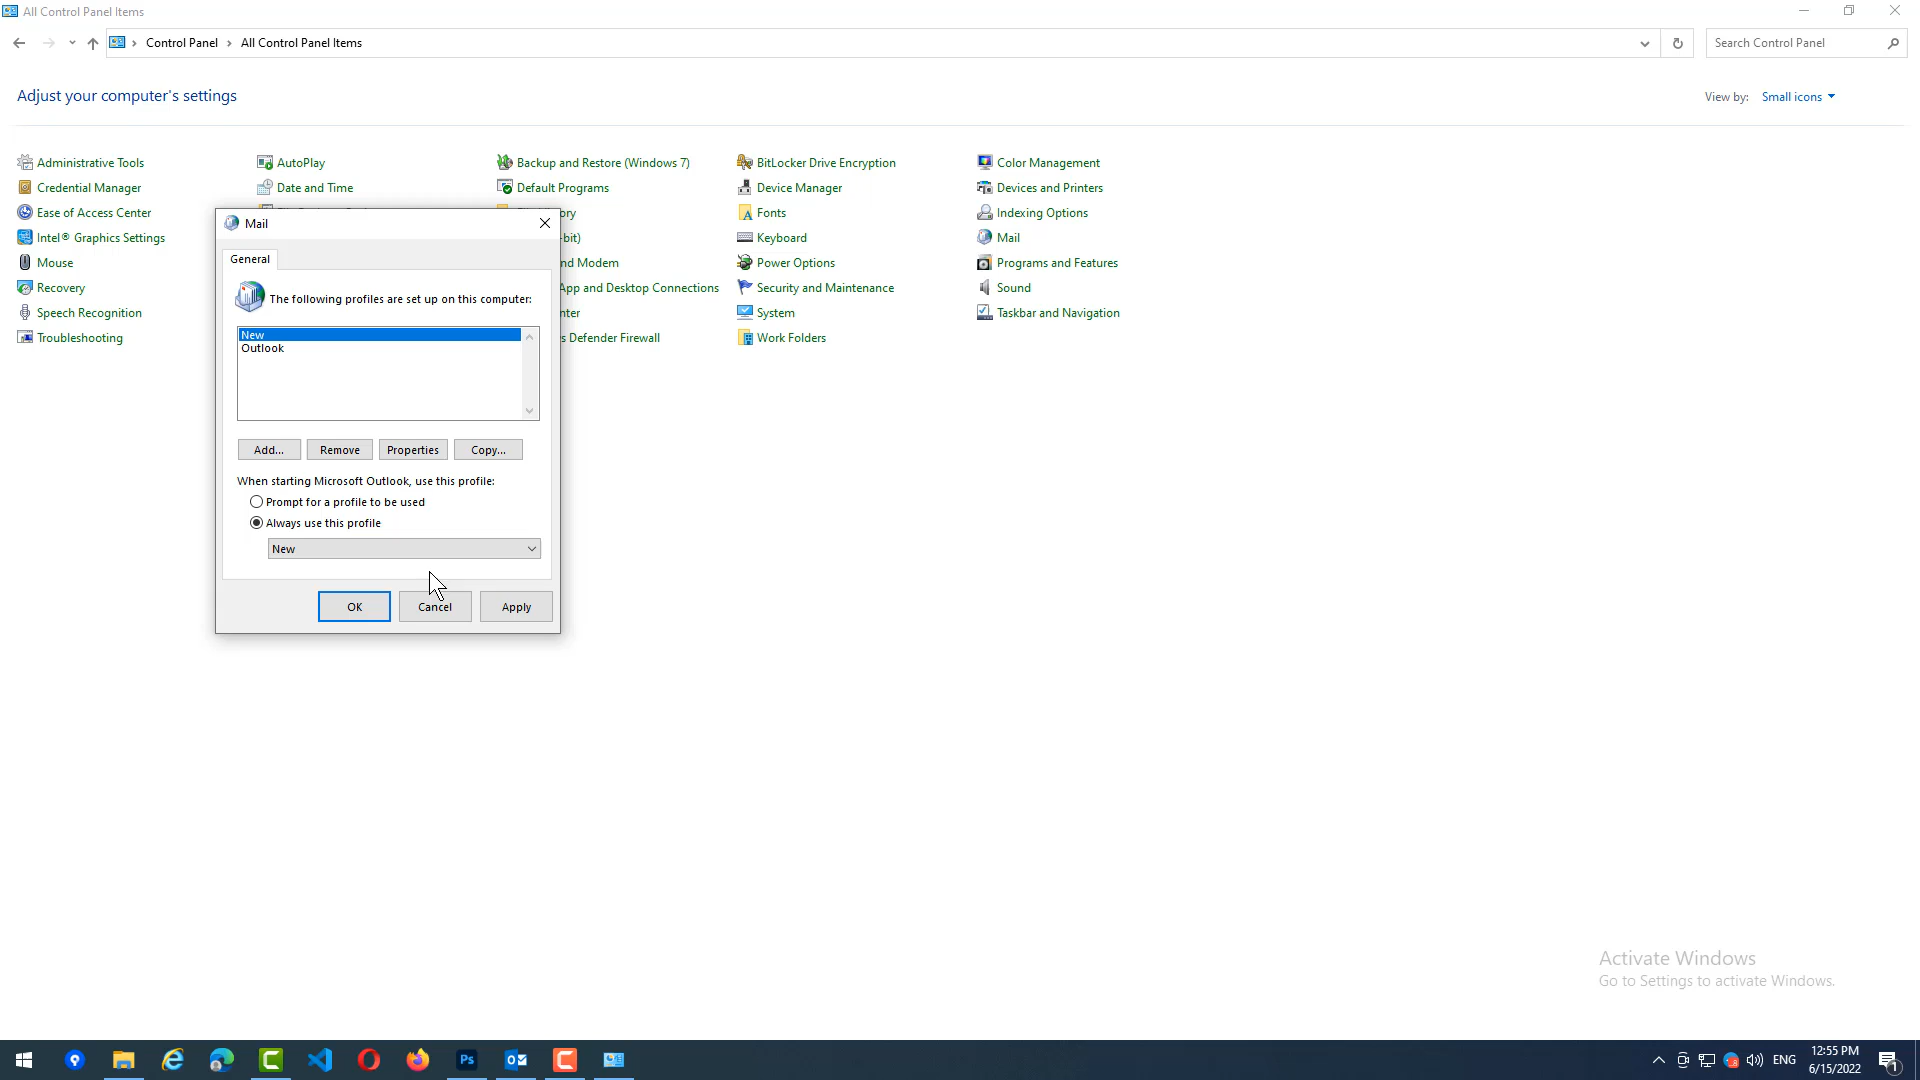 All Control Panel Items
Control Panel > All Control Panel Items
Search Control Panel
Adjust your computer's settings
View by: Small icons
Administrative Tools
AutoPlay
Backup and Restore (Windows 7)
BitLocker Drive Encryption
Color Management
Credential Manager
Date and Time
Default Programs
Device Manager
Devices and Printers
Ease of Access Center
Fonts
Indexing Options
Intel® Graphics Settings
-bit)
Keyboard
Mail
Mouse
nd Modem
Power Options
Programs and Features
Recovery
App and Desktop Connections
Security and Maintenance
Sound
Speech Recognition
nter
System
Taskbar and Navigation
Troubleshooting
s Defender Firewall
Work Folders
Mail
General
The following profiles are set up on this computer:
New
Outlook
Add...
Remove
Properties
Copy...
When starting Microsoft Outlook, use this profile:
Prompt for a profile to be used
Always use this profile
New
OK
Cancel
Apply
Activate Windows
Go to Settings to activate Windows.
Ps
ENG
12:55 PM
6/15/2022
1